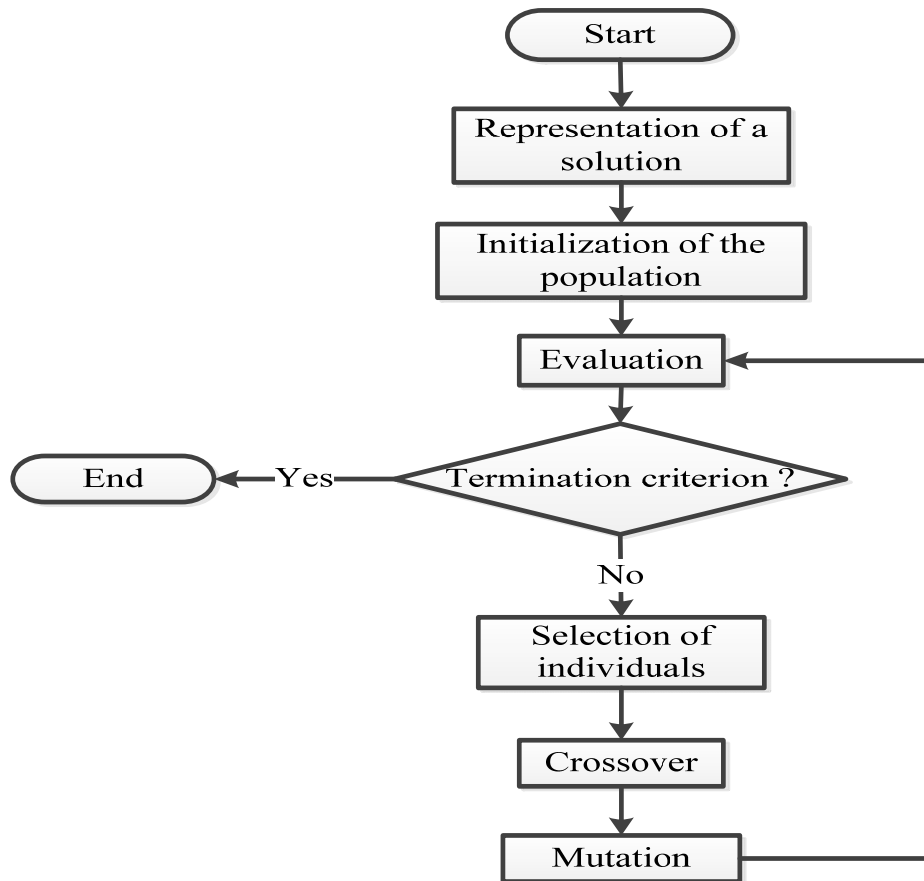 Start
Representation of a
solution
Initialization of the
population
Evaluation
Termination criterion ?
Yes
End
No
Selection of
individuals
Crossover
Mutation